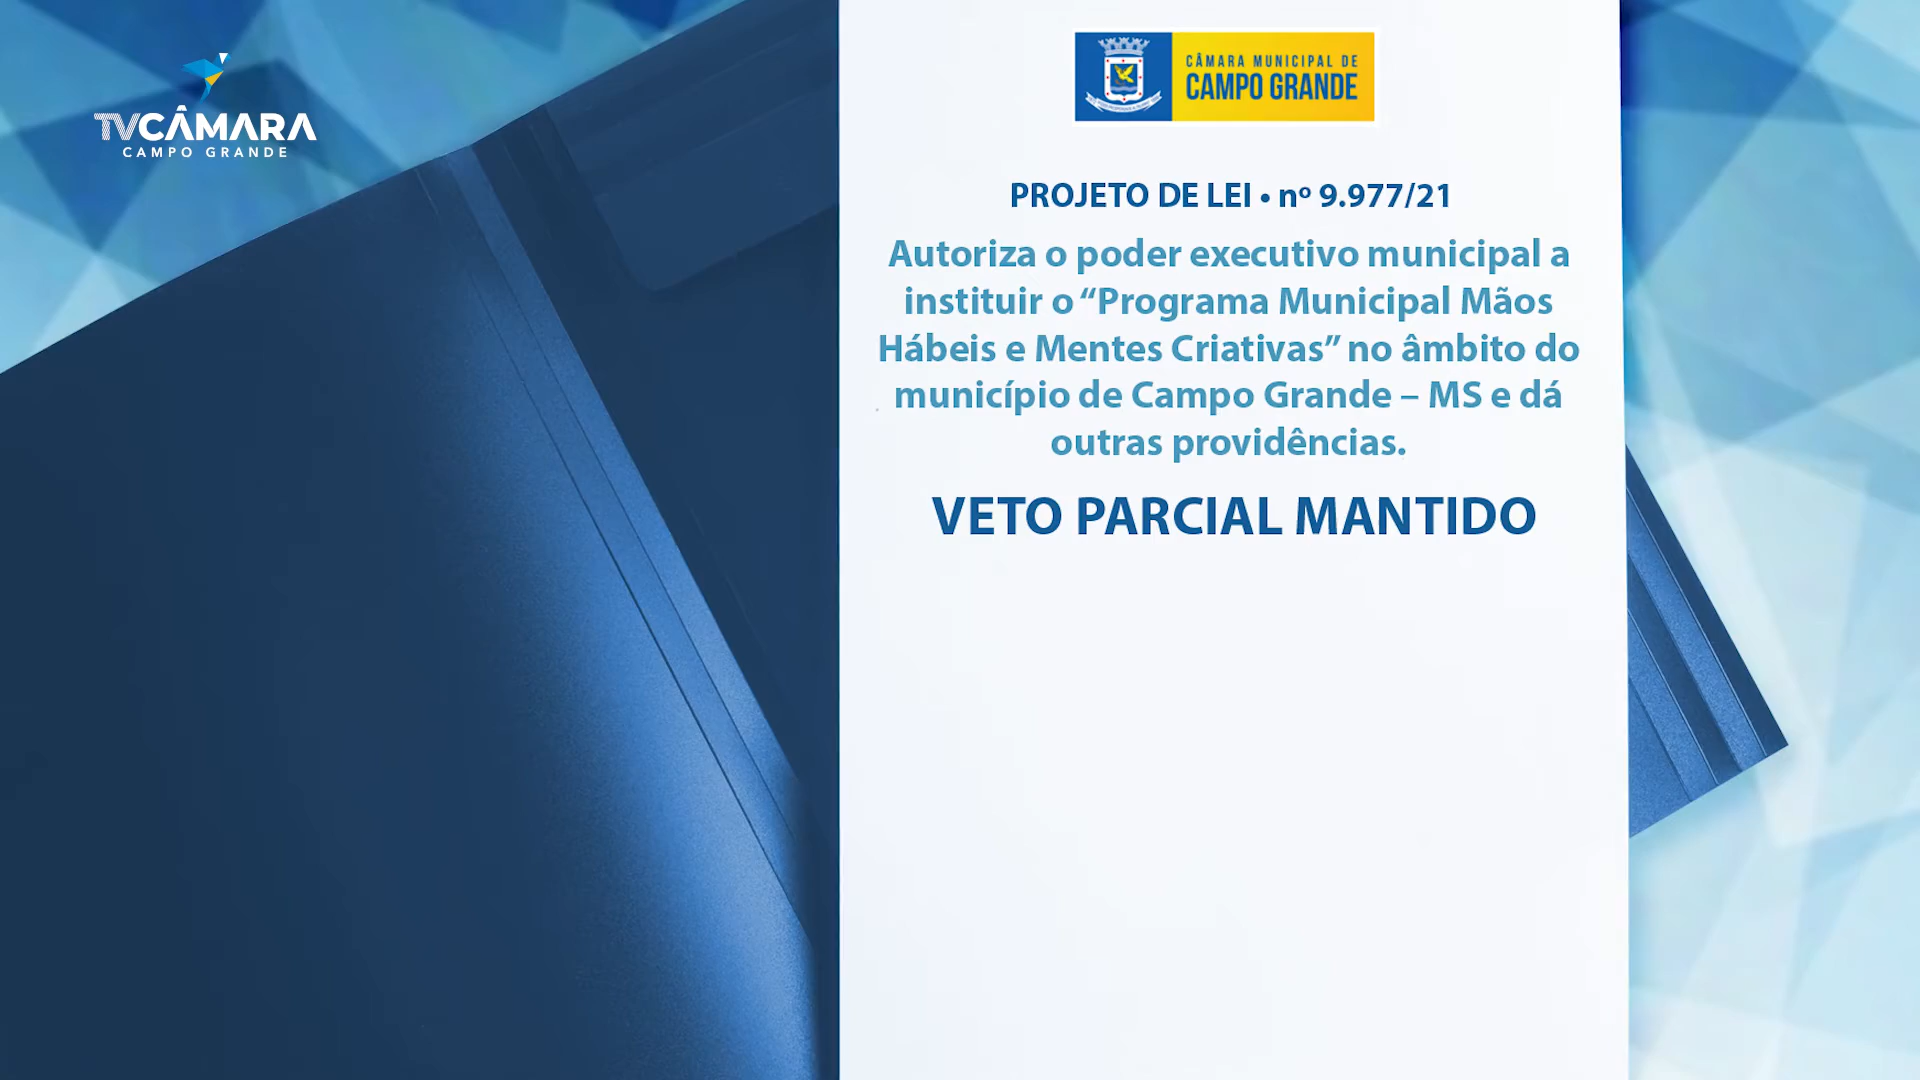 TVCÂMARA
CAMPO GRANDE
CÂMARA MUNICIPAL DE
CAMPO GRANDE
PROJETO DE LEI • nº 9.977/21
Autoriza o poder executivo municipal a
instituir o “Programa Municipal Mãos
Hábeis e Mentes Criativas” no âmbito do
município de Campo Grande – MS e dá
outras providências.
VETO PARCIAL MANTIDO